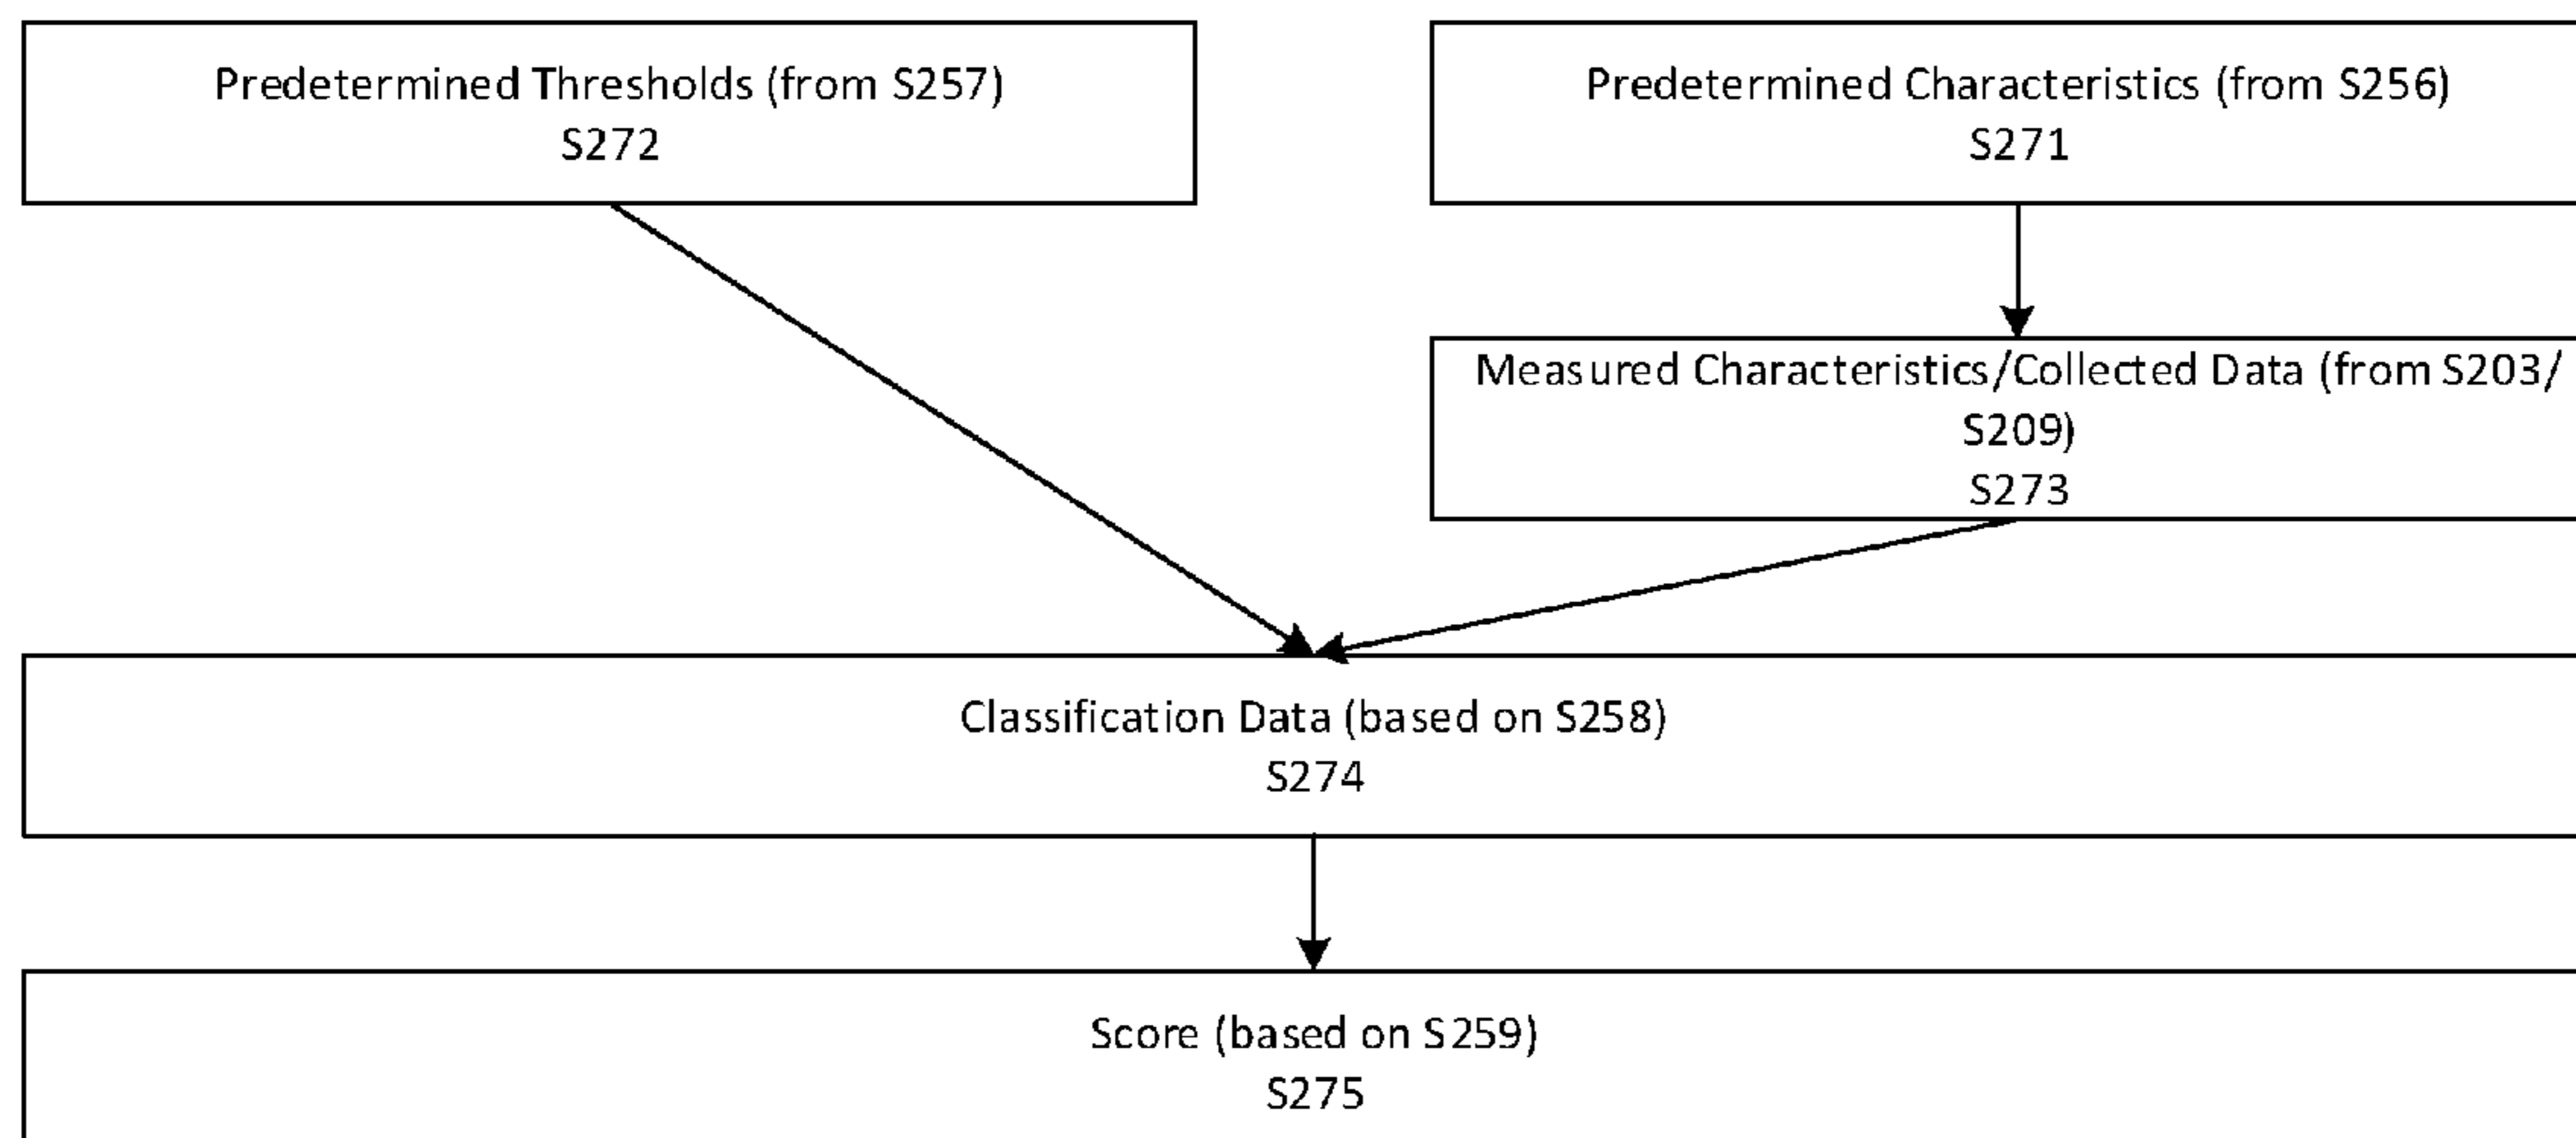 Predetermined Thresholds (from S257)
S272
Predetermined Characteristics (from S256)
S271
Measured Characteristics/Collected Data (from S203/
S209)
S273
Classification Data (based on S258)
S274
Score (based on S259)
S275